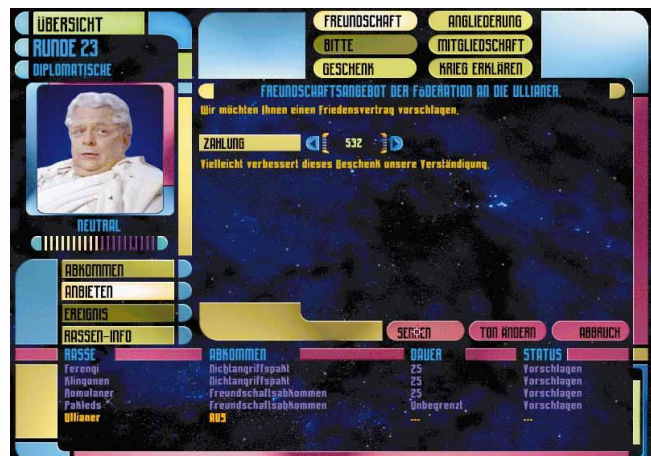 ÜBERSICHT
RUNDE 23
DIPLOMATISCHE
NEUTRAL
ABKOMMEN
ANBIETEN
EREIGNIS
RASSEN-INFO
FREUNDSCHAFT
ANGLIEDERUNG
BITTE
MITGLIEDSCHAFT
GESCHENK
KRIEG ERKLÄREN
FREUNDSCHAFTSANGEBOT DER FöDERATION AN DIE ULLIANER.
Wir möchten Ihnen einen Friedensvertrag vorschlagen.
ZAHLUNG 532
Vielleicht verbessert dieses Geschenk unsere Verständigung.
SENDEN TON ÄNDERN ABBRUCH
RASSE ABKOMMEN DAUER STATUS
Ferengi Nichtangriffspakt 25 Vorschlagen
Klingonen Nichtangriffspakt 25 Vorschlagen
Romulaner Freundschaftsabkommen 25 Vorschlagen
Pakleds Freundschaftsabkommen Unbegrenzt Vorschlagen
Ullianer AUS --- ---